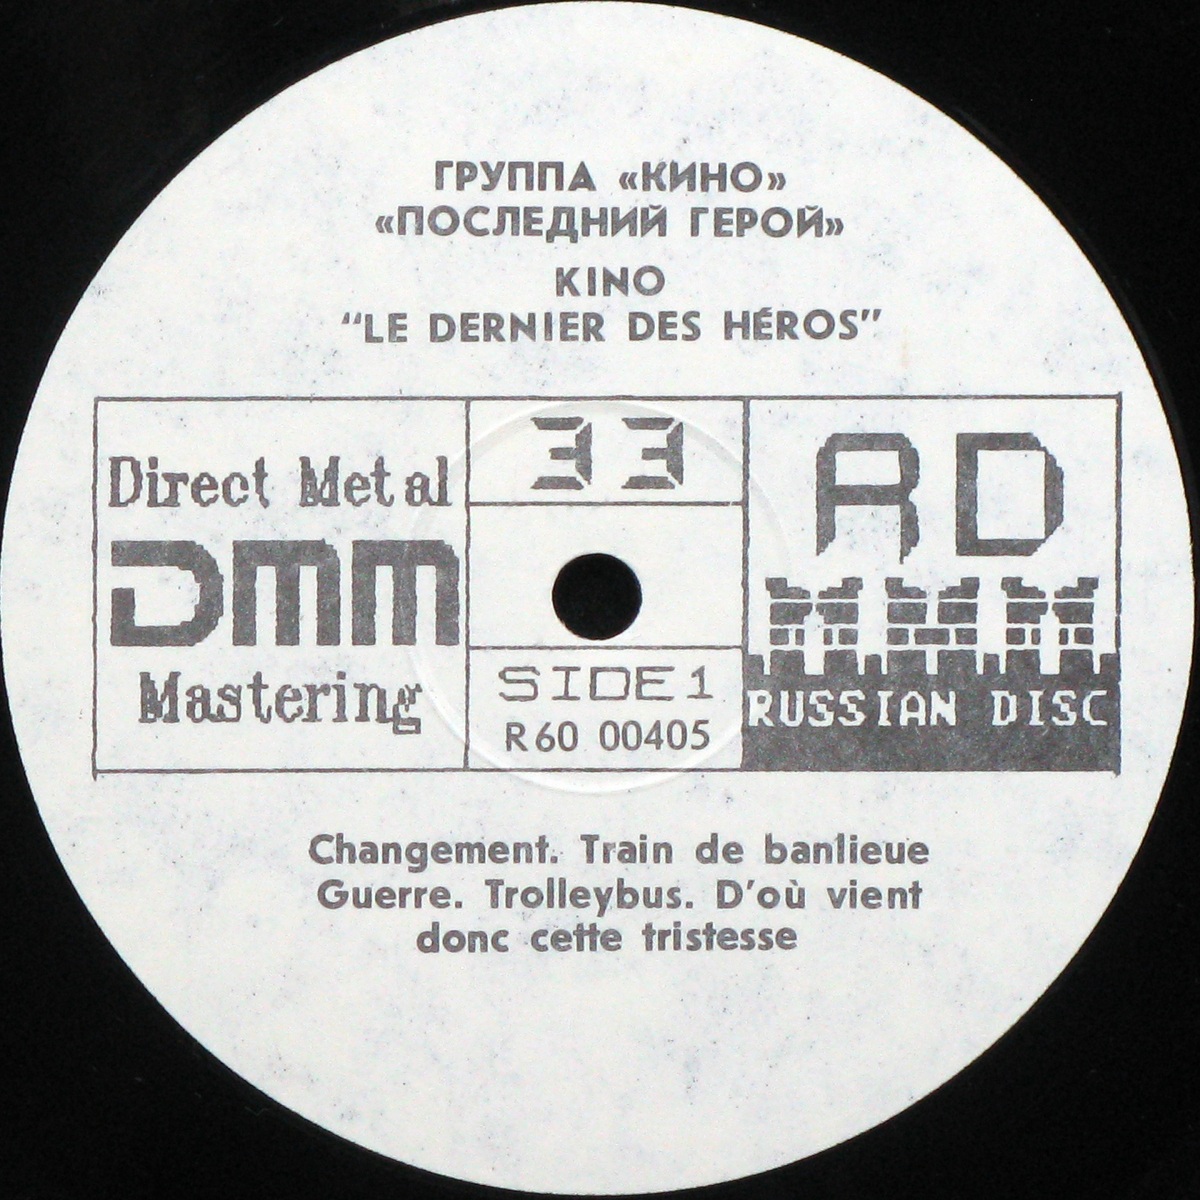 ГРУППА «КИНО»
«ПОСЛЕДНИЙ ГЕРОЙ»
KINO
“LE DERNIER DES HÉROS”
Direct Metal
DMM
Mastering
33
SIDE 1
R60 00405
RD
RUSSIAN DISC
Changement. Train de banlieue
Guerre. Trolleybus. D'où vient
donc cette tristesse